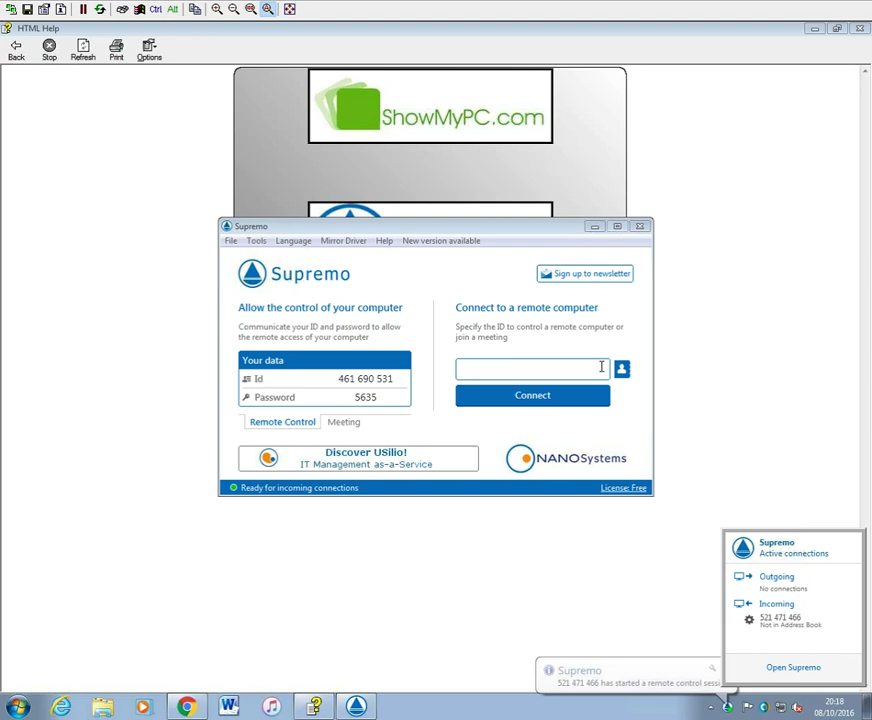 Ctrl Alt
HTML Help
Back Stop Refresh Print Options
ShowMyPC.com
Supremo
File Tools Language Mirror Driver Help New version available
Supremo
Sign up to newsletter
Allow the control of your computer
Communicate your ID and password to allow
the remote access of your computer
Your data
Id 461 690 531
Password 5635
Remote Control Meeting
Connect to a remote computer
Specify the ID to control a remote computer or
join a meeting
Connect
Discover USilio!
IT Management as-a-Service
NANOSystems
Ready for incoming connections
License: Free
Supremo
Active connections
Outgoing
No connections
Incoming
521 471 466
Not in Address Book
Open Supremo
Supremo
521 471 466 has started a remote control sessi
20:18
08/10/2016